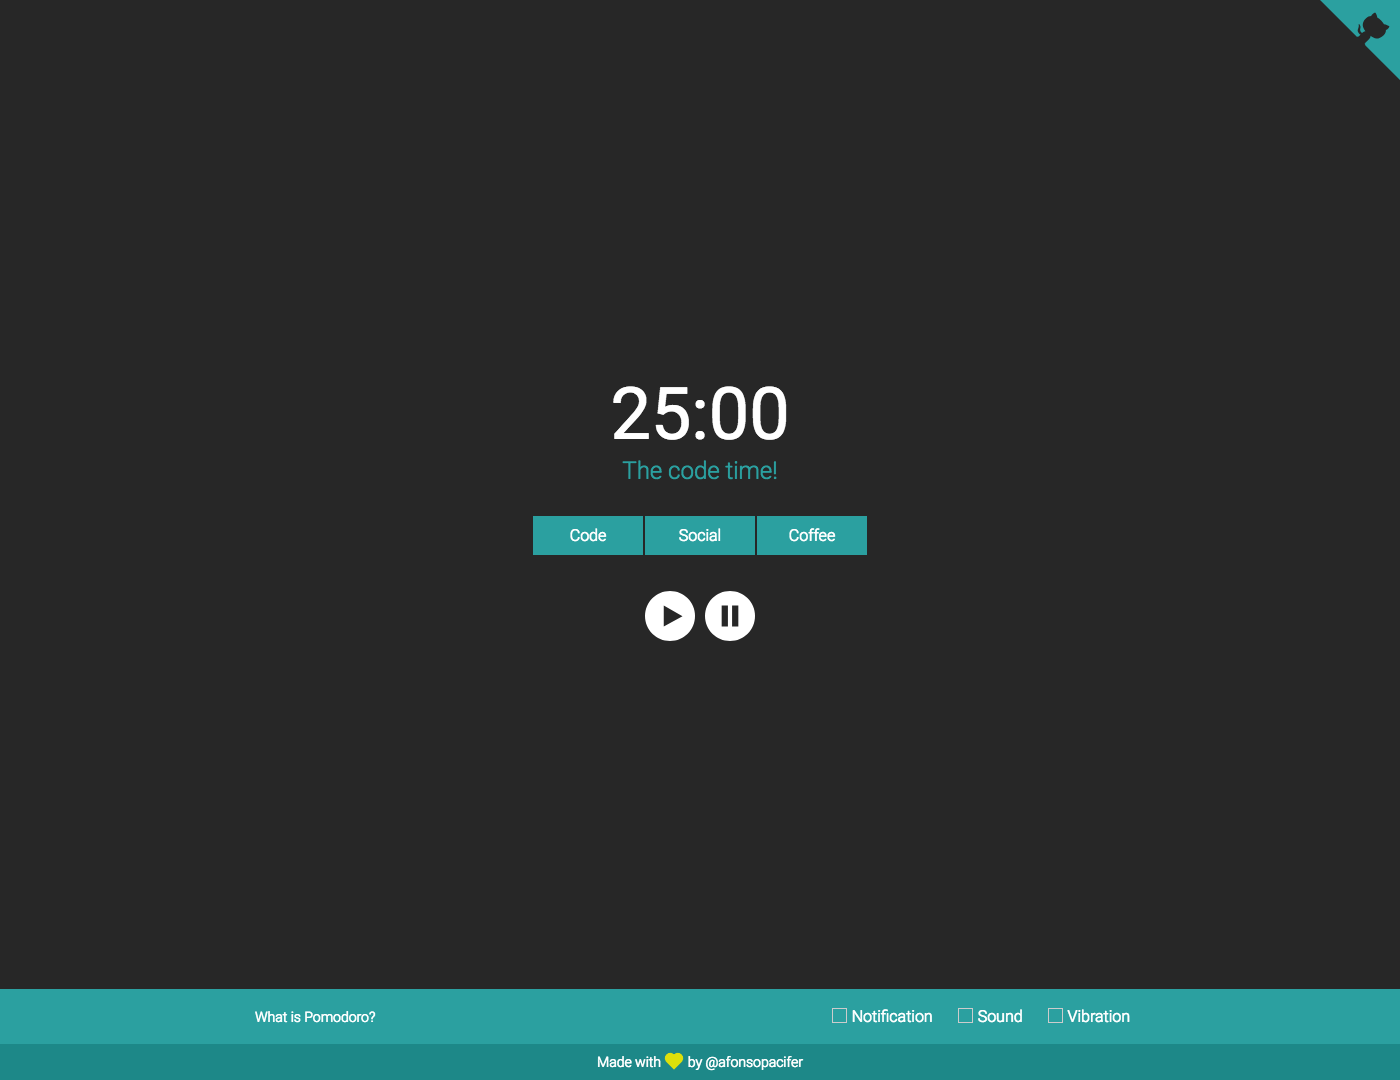 25:00
The code time!
Code Social Coffee
What is Pomodoro? Notification Sound Vibration
Made with by @afonsopacifer